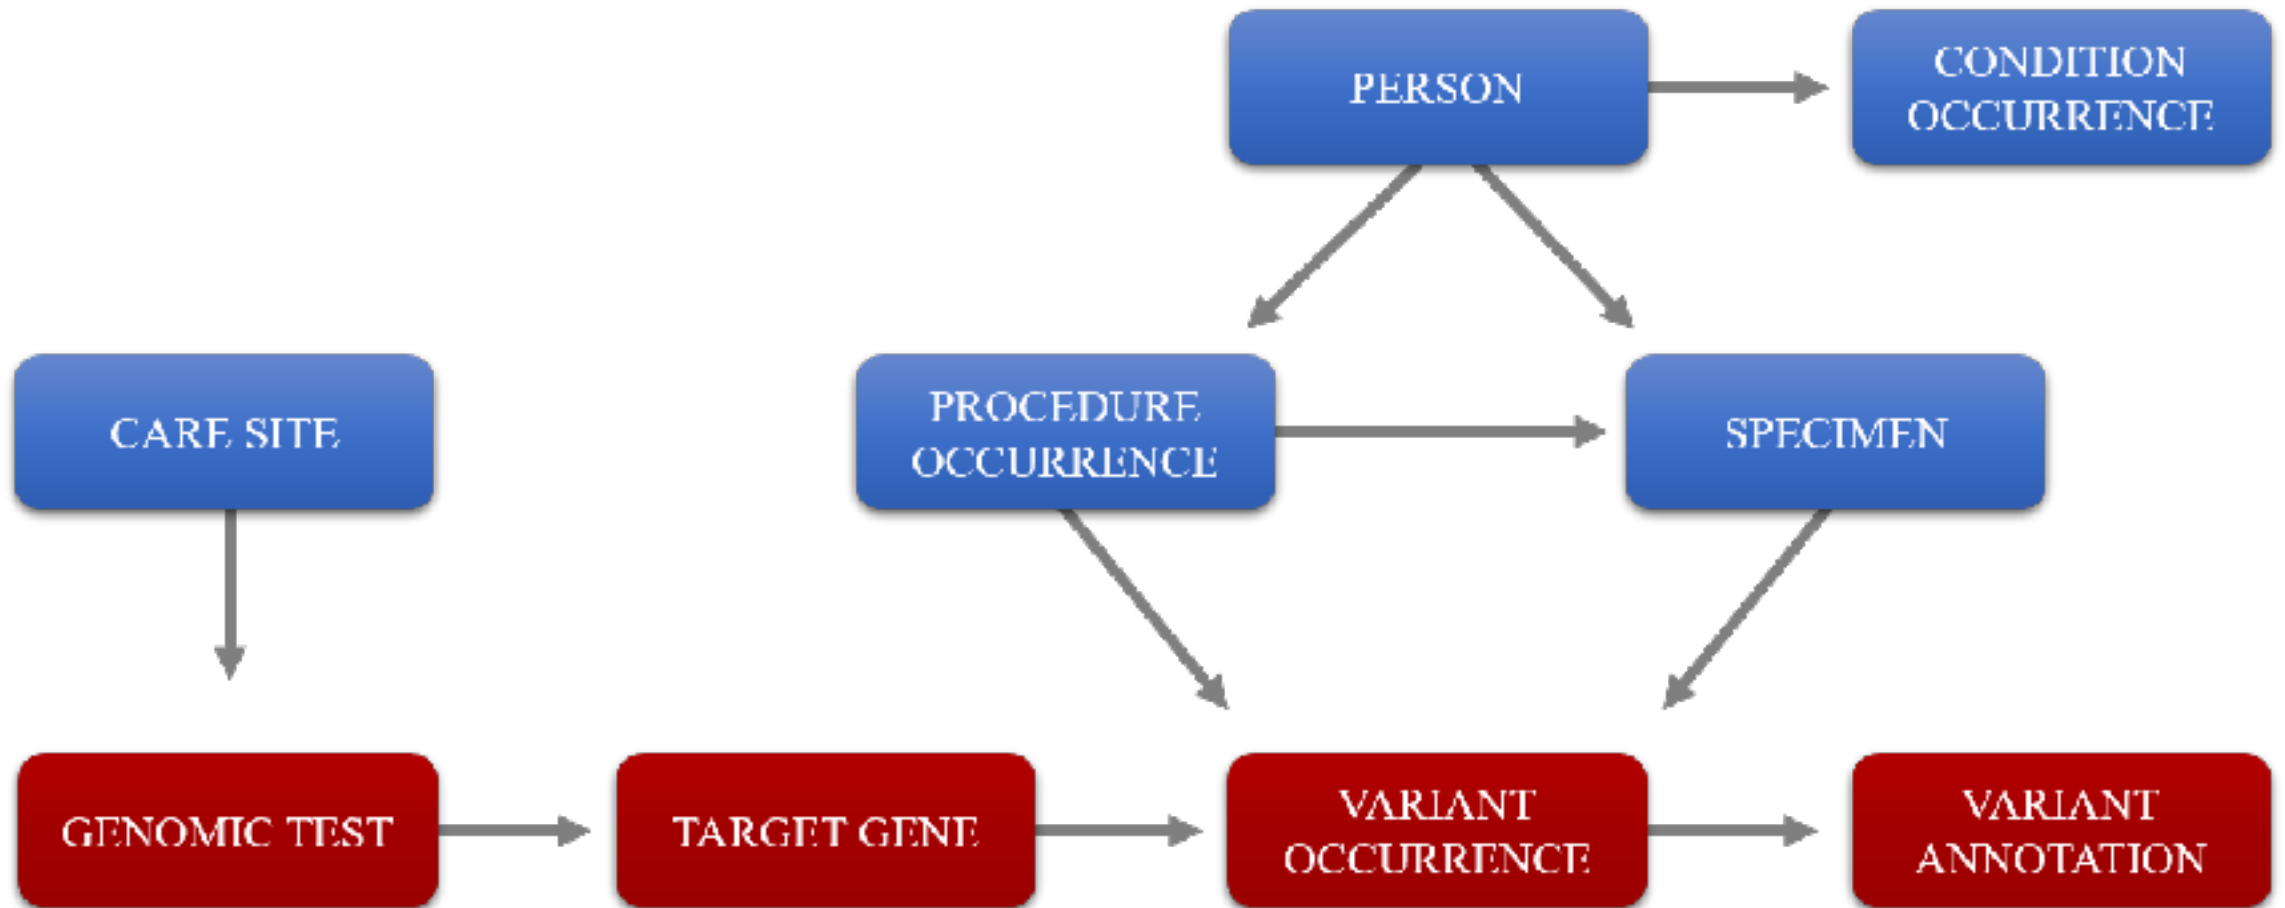 PERSON
CONDITION
OCCURRENCE
CARE SITE
PROCEDURE
OCCURRENCE
SPECIMEN
GENOMIC TEST
TARGET GENE
VARIANT
OCCURRENCE
VARIANT
ANNOTATION